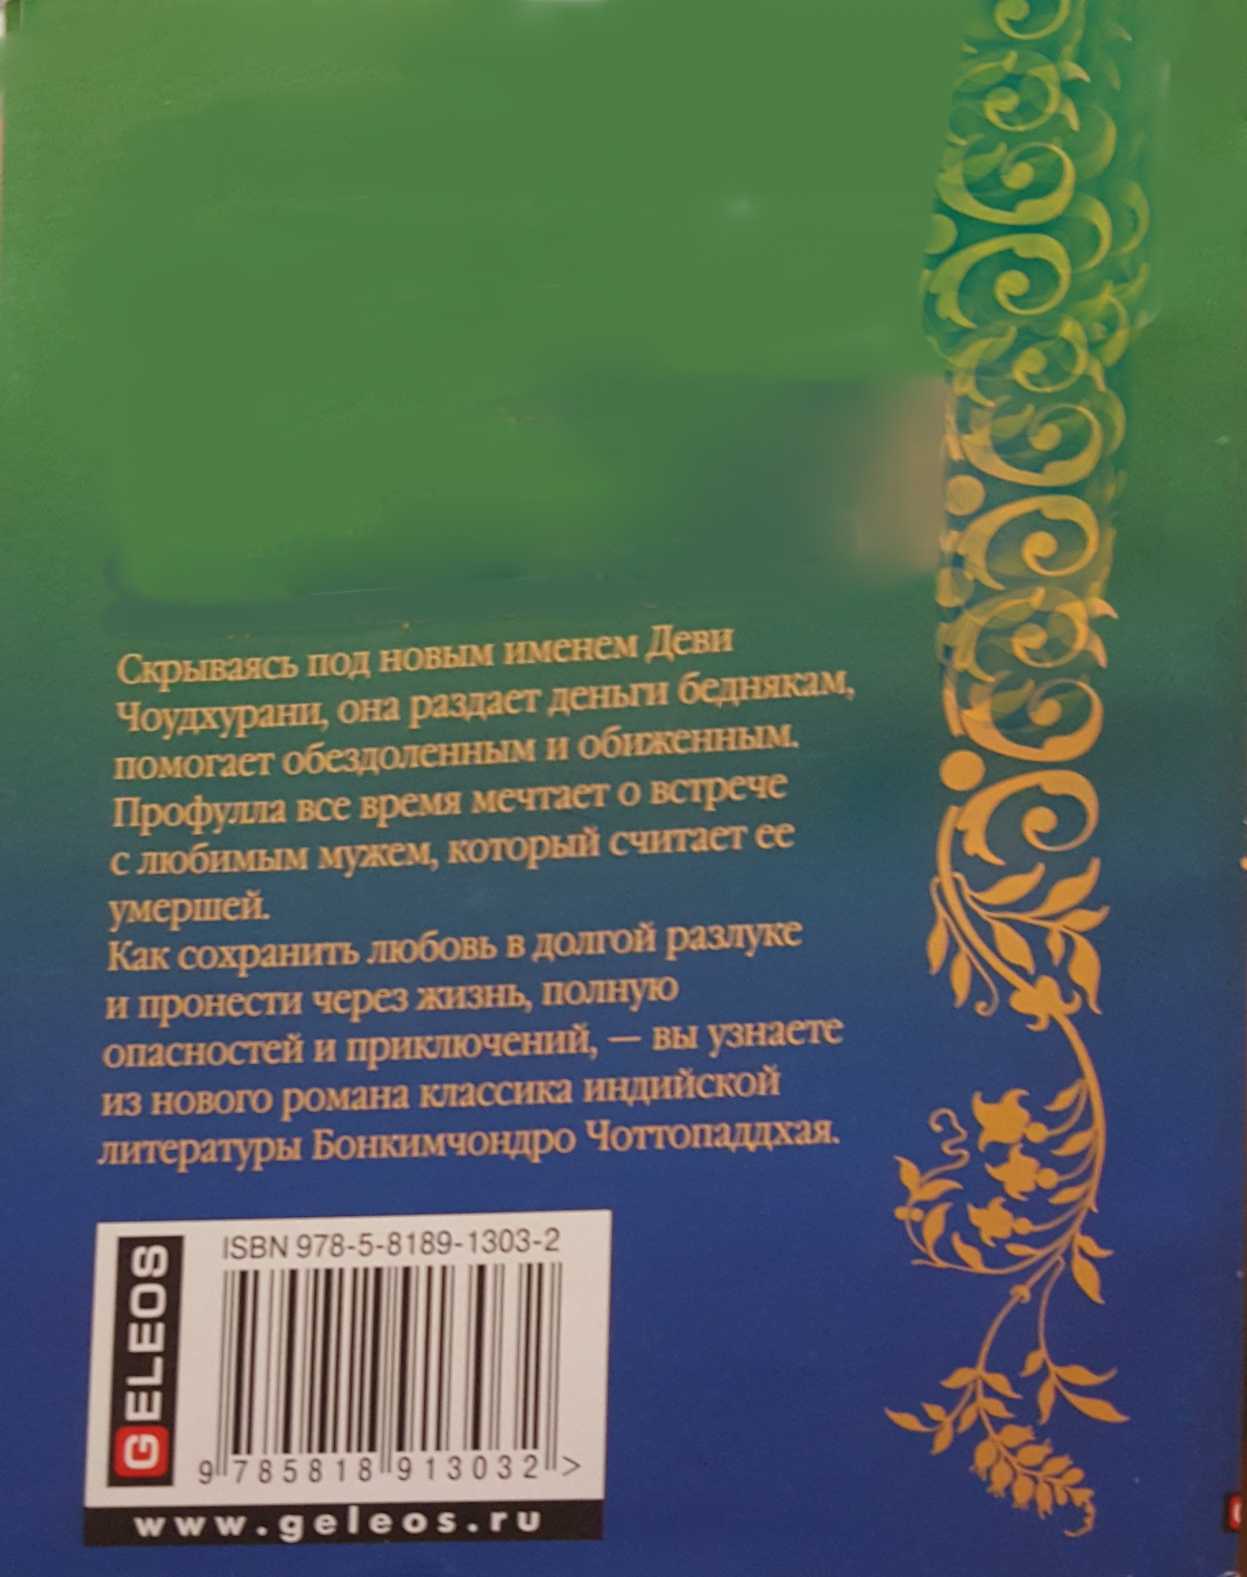 Скрываясь под новым именем Деви
Чоудхурани, она раздает деньги беднякам,
помогает обездоленным и обиженным.
Профулла все время мечтает о встрече
с любимым мужем, который считает ее
умершей.
Как сохранить любовь в долгой разлуке
и пронести через жизнь, полную
опасностей и приключений, — вы узнаете
из нового романа классика индийской
литературы Бонкимчондро Чоттопаддхая.
GELEOS
ISBN 978-5-8189-1303-2
9 785818 913032 >
www.geleos.ru